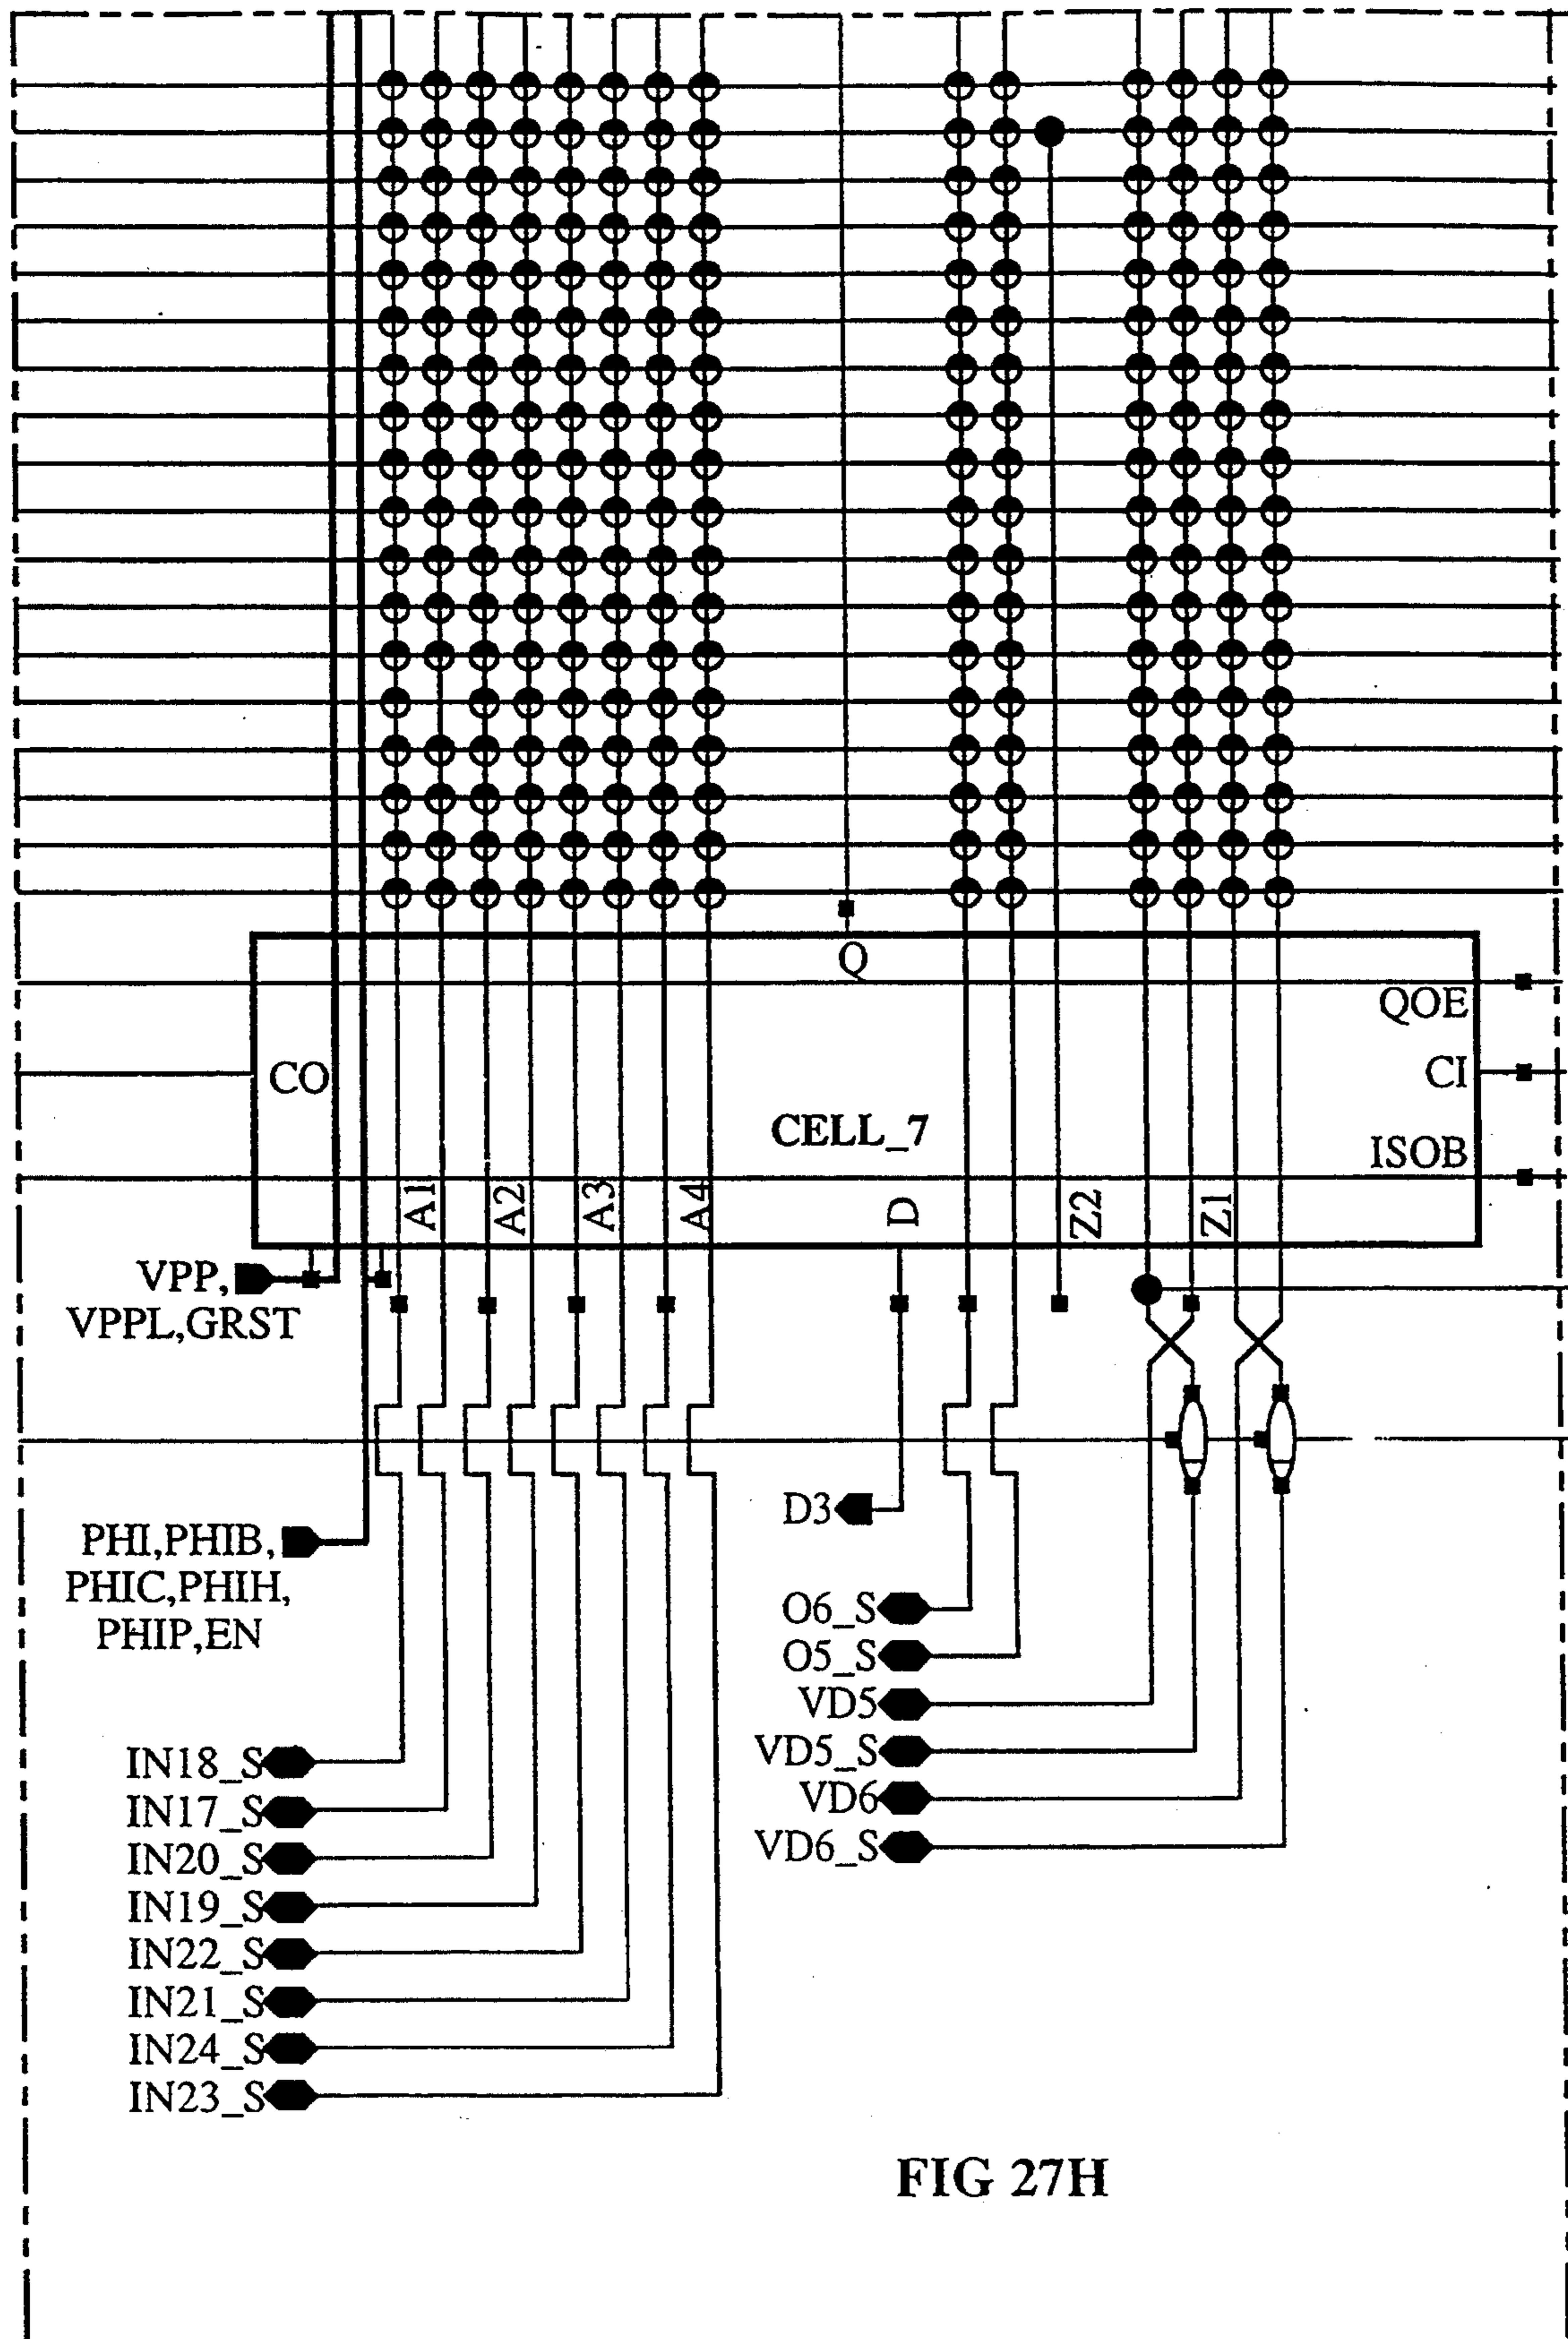 Q
QOE
CO
CI
CELL_7
ISOB
A1
A2
A3
A4
D
Z2
Z1
VPP,
VPPL,GRST
D3
PHI,PHIB,
PHIC,PHIH,
PHIP,EN
O6_S
O5_S
VD5
VD5_S
VD6
VD6_S
IN18_S
IN17_S
IN20_S
IN19_S
IN22_S
IN21_S
IN24_S
IN23_S
FIG 27H